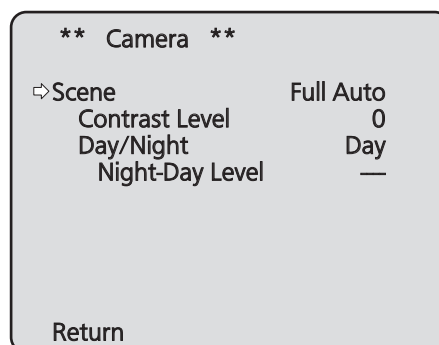 ** Camera **
⇨Scene Full Auto
Contrast Level 0
Day/Night Day
Night-Day Level —
Return